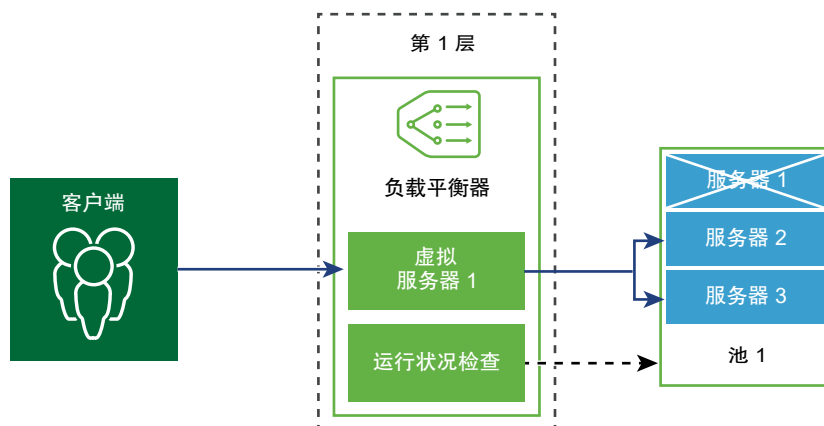 第 1 层
负载平衡器
客户端
虚拟
服务器 1
运行状况检查
服务器 1
服务器 2
服务器 3
池 1